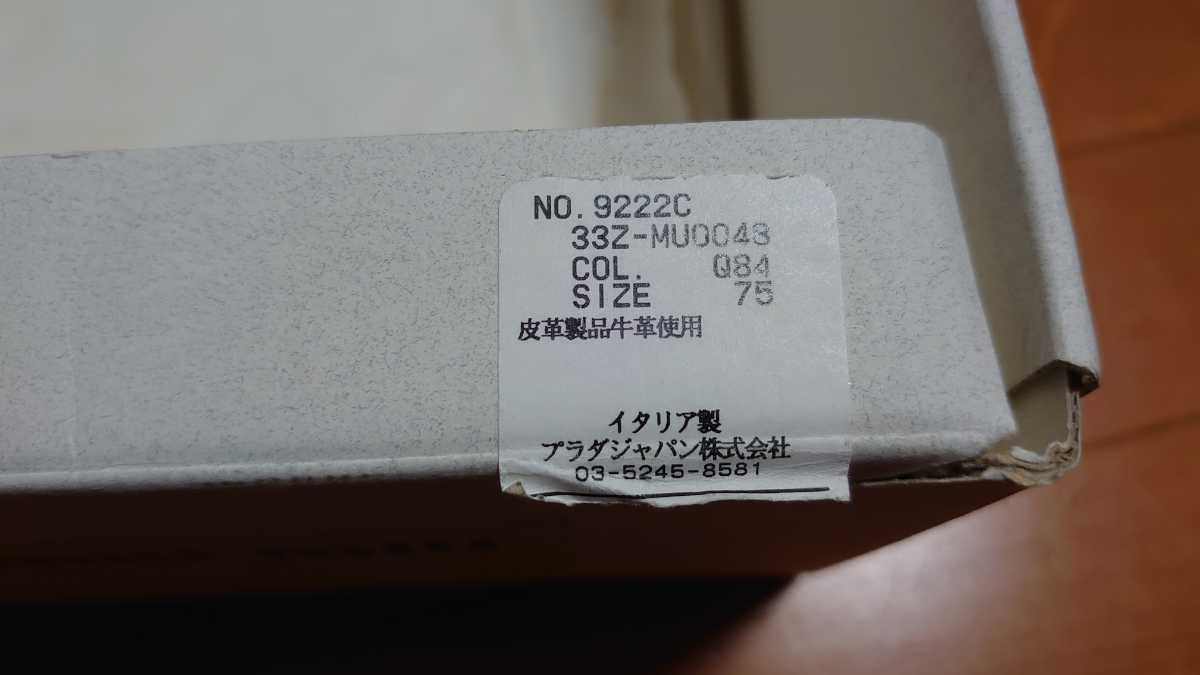 NO. 9222C
33Z-MU0048
COL. Q84
SIZE 75
皮革製品牛革使用
イタリア製
プラダジャパン株式会社
03-5245-8581